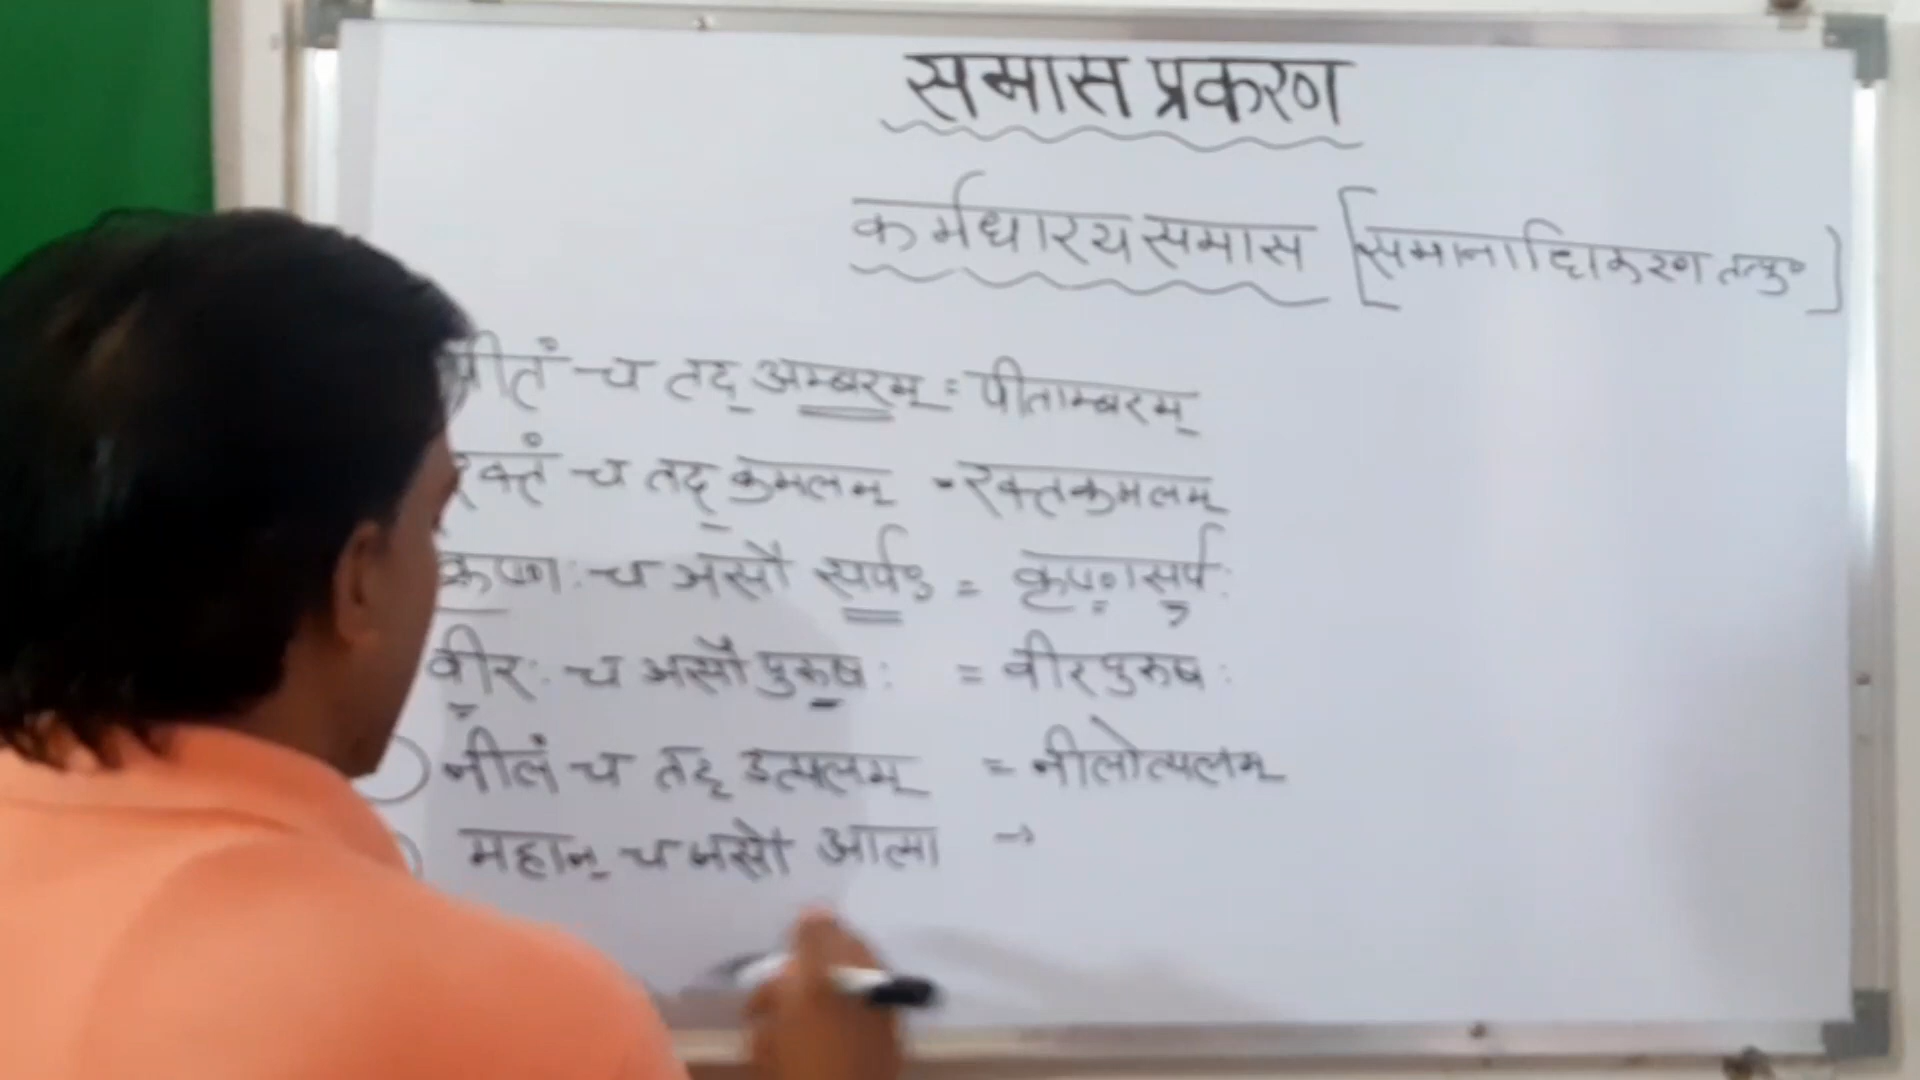 समास प्रकरण
कर्मधारय समास [समानाधिकरण तत्पु०]
पीतं च तद् अम्बरम् = पीताम्बरम्
रक्तं च तद् कमलम् = रक्तकमलम्
कृष्णः च असौ सर्पः = कृष्णसर्पः
वीरः च असौ पुरुषः = वीरपुरुषः
नीलं च तद् उत्पलम् = नीलोत्पलम्
महान् च असौ आत्मा →